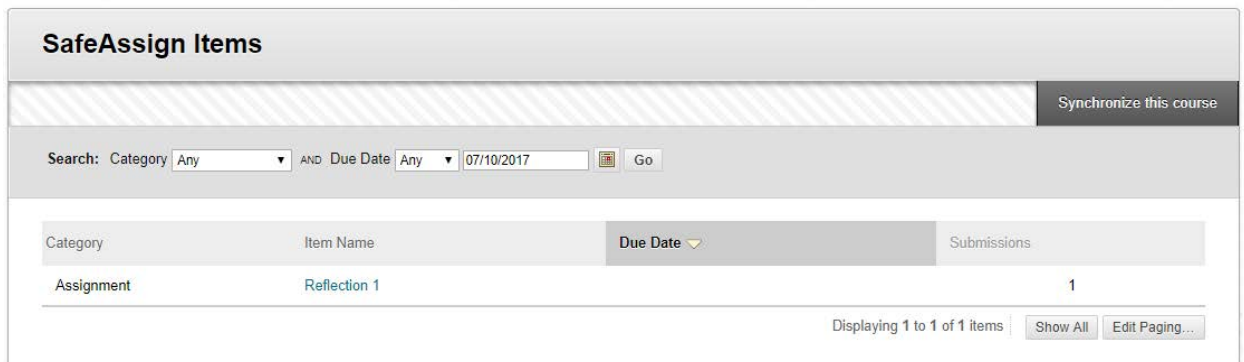 SafeAssign Items
Synchronize this course
Search: Category Any AND Due Date Any 07/10/2017 Go
Category Item Name Due Date Submissions
Assignment Reflection 1 1
Displaying 1 to 1 of 1 items Show All Edit Paging...